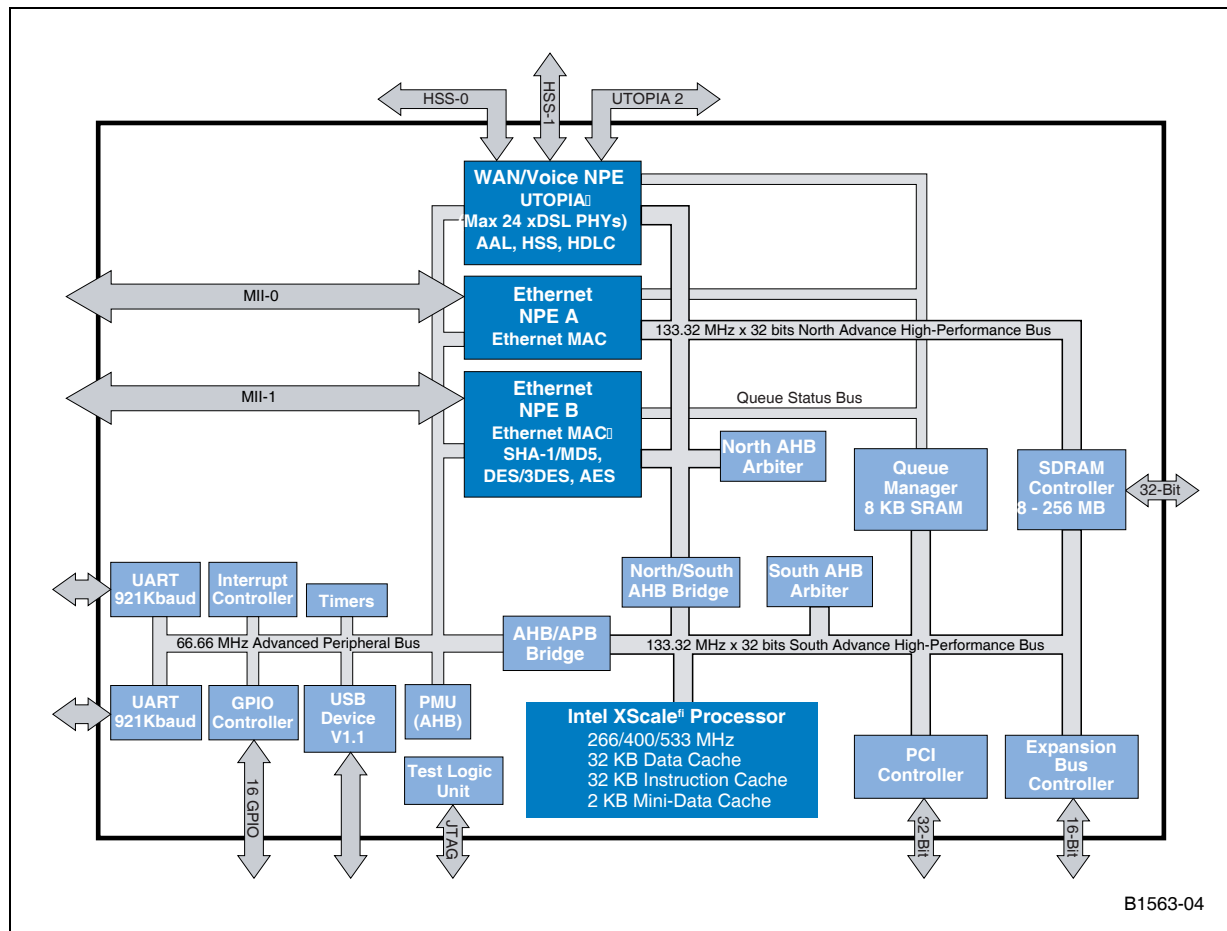 HSS-0
HSS-1
UTOPIA 2
WAN/Voice NPE
UTOPIA
(Max 24 xDSL PHYs)
AAL, HSS, HDLC
MII-0
Ethernet
NPE A
Ethernet MAC
133.32 MHz x 32 bits North Advance High-Performance Bus
MII-1
Ethernet
NPE B
Ethernet MAC
SHA-1/MD5,
DES/3DES, AES
Queue Status Bus
North AHB
Arbiter
Queue
Manager
8 KB SRAM
SDRAM
Controller
8 - 256 MB
32-Bit
UART
921Kbaud
Interrupt
Controller
Timers
North/South
AHB Bridge
South AHB
Arbiter
66.66 MHz Advanced Peripheral Bus
AHB/APB
Bridge
133.32 MHz x 32 bits South Advance High-Performance Bus
UART
921Kbaud
GPIO
Controller
USB
Device
V1.1
PMU
(AHB)
Test Logic
Unit
Intel XScaleﬁ Processor
266/400/533 MHz
32 KB Data Cache
32 KB Instruction Cache
2 KB Mini-Data Cache
PCI
Controller
Expansion
Bus
Controller
16 GPIO
JTAG
32-Bit
16-Bit
B1563-04